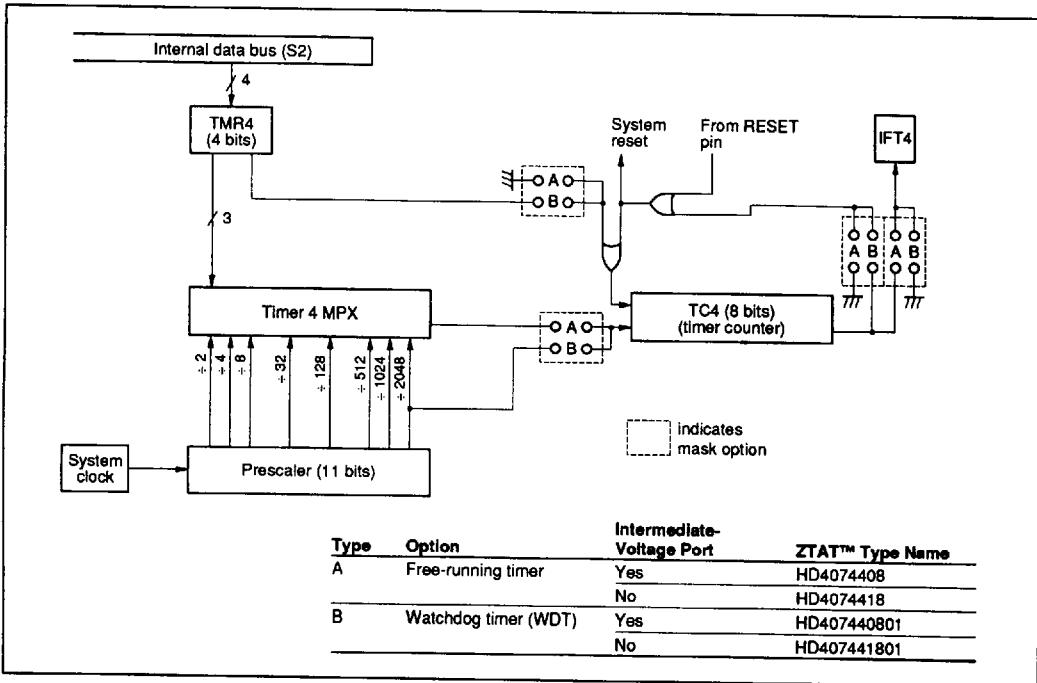 Internal data bus (S2)
4
TMR4
(4 bits)
3
System
reset
From RESET
pin
IFT4
A
B
A
B
A
B
Timer 4 MPX
A
B
TC4 (8 bits)
(timer counter)
÷ 2
÷ 4
÷ 8
÷ 32
÷ 128
÷ 512
÷ 1024
÷ 2048
indicates
mask option
System
clock
Prescaler (11 bits)
Type Option Intermediate-Voltage Port ZTAT™ Type Name
A Free-running timer Yes HD4074408
No HD4074418
B Watchdog timer (WDT) Yes HD407440801
No HD407441801